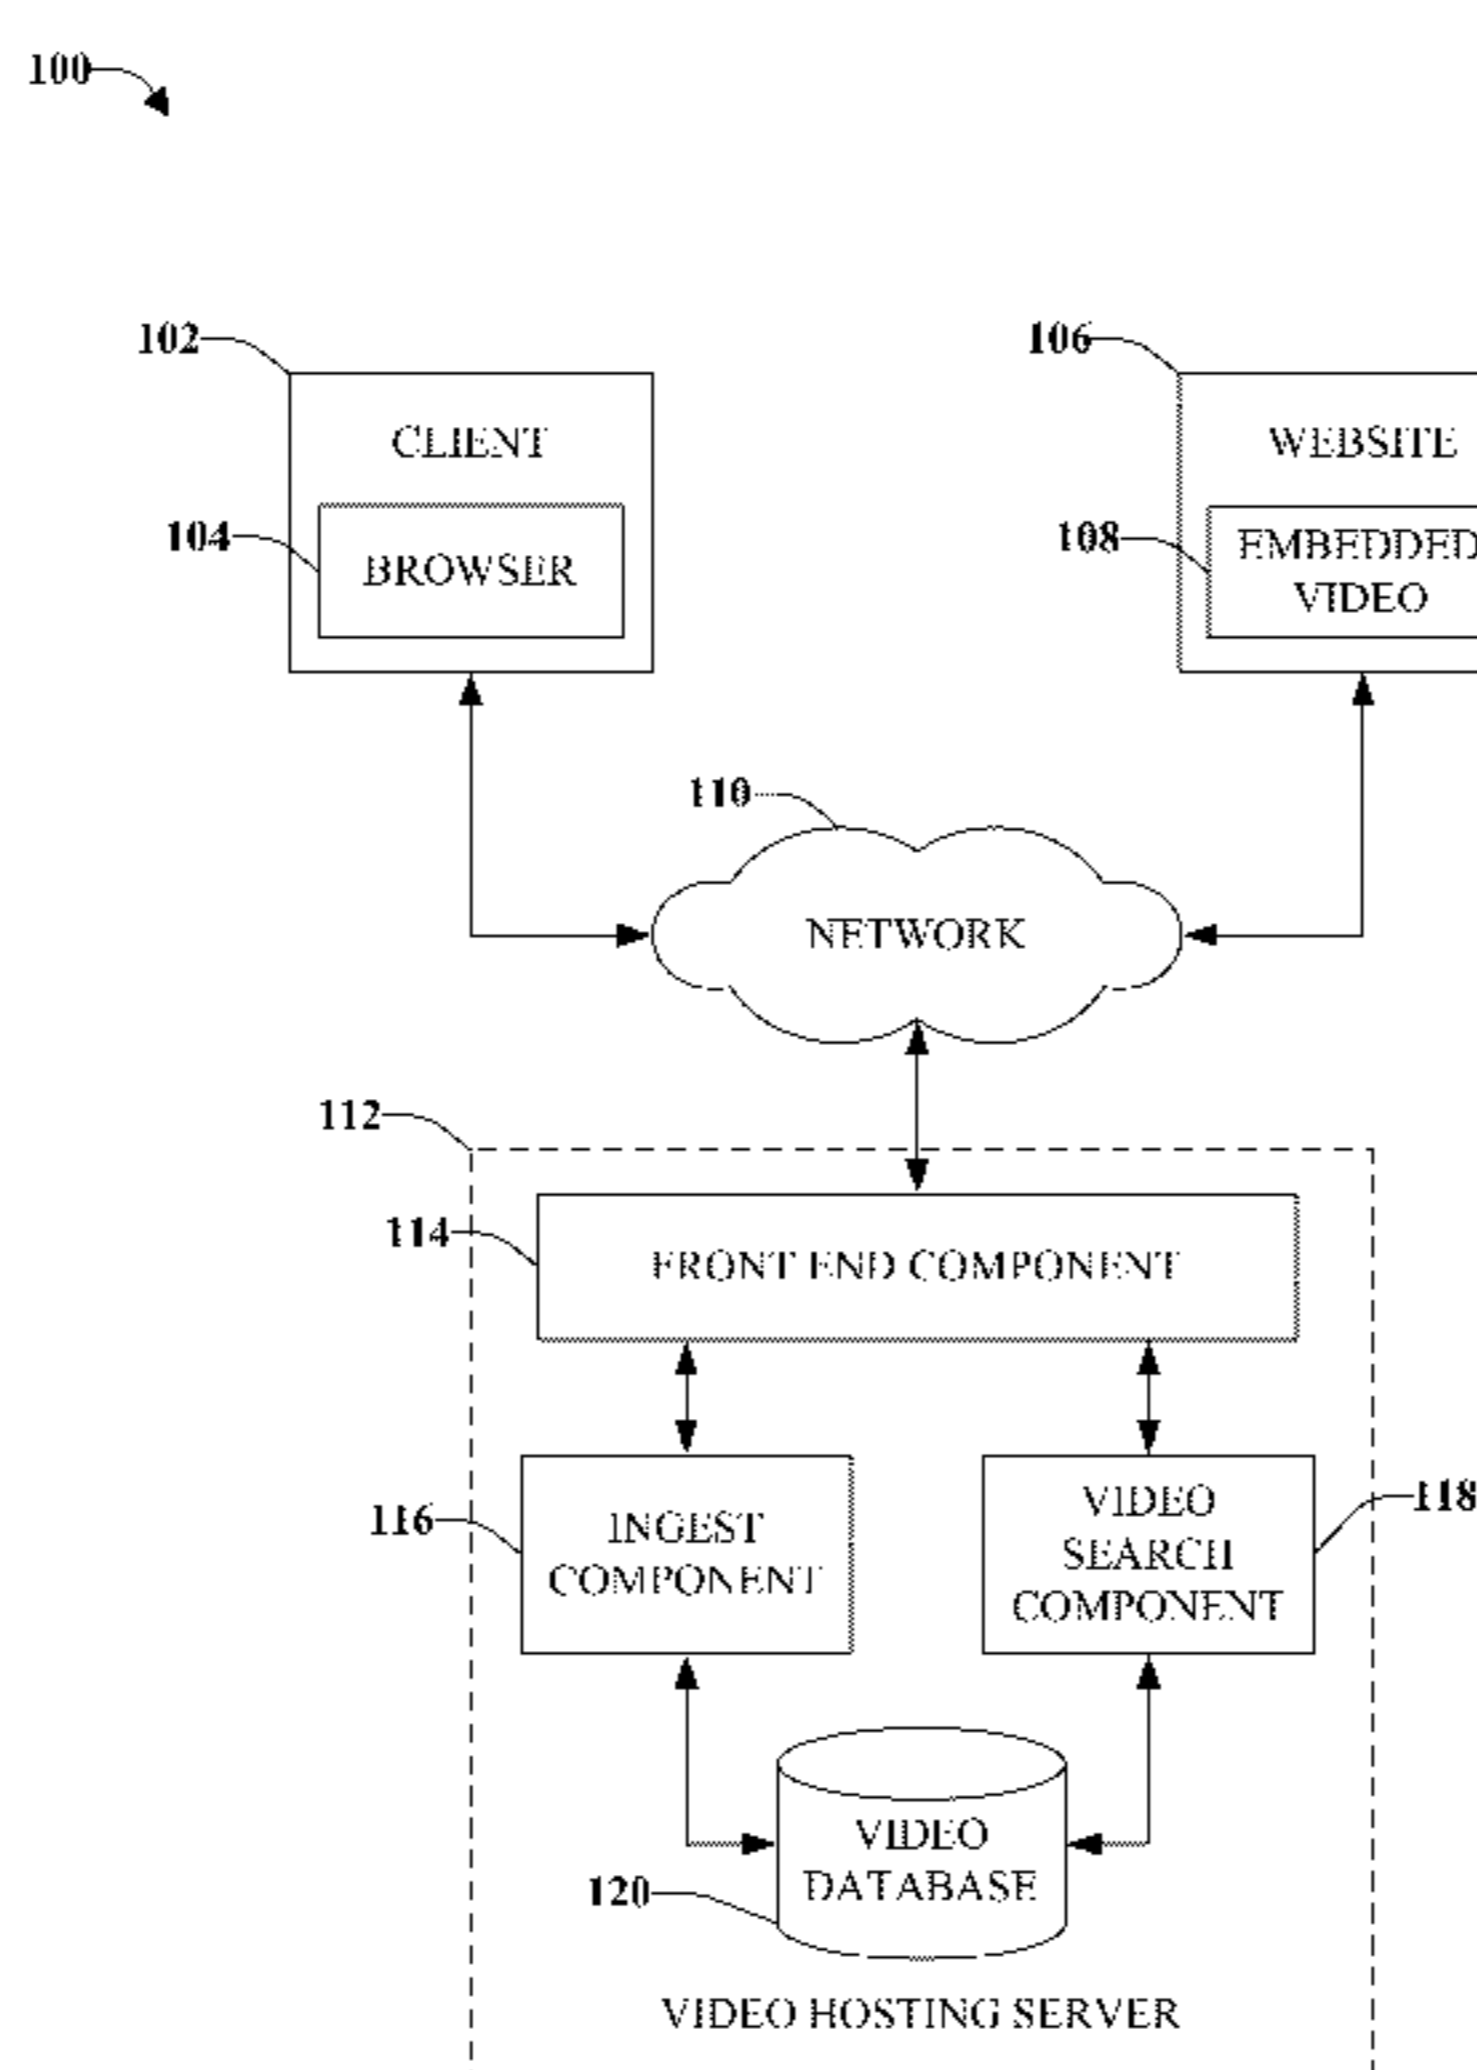 100
102
106
CLIENT
WEBSITE
104
BROWSER
108
EMBEDDED
VIDEO
110
NETWORK
112
114
FRONT END COMPONENT
116
INGEST
COMPONENT
VIDEO
SEARCH
COMPONENT
118
VIDEO
DATABASE
120
VIDEO HOSTING SERVER